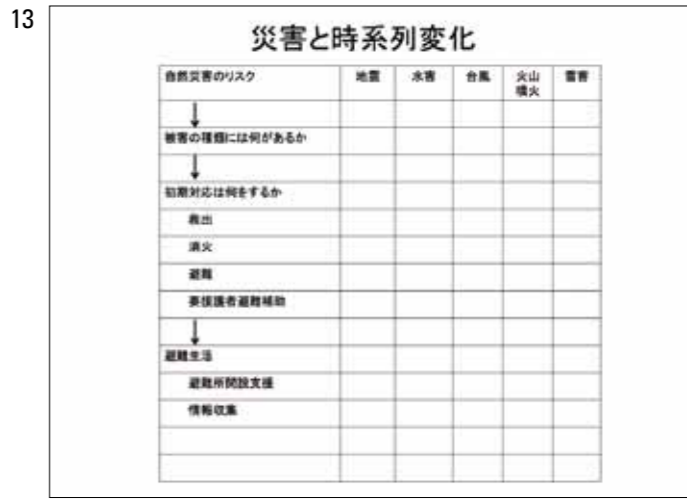 13
災害と時系列変化
自然災害のリスク 地震 水害 台風 火山噴火 雪害
↓
被害の種類には何があるか
↓
初期対応は何をするか
救出
消火
避難
要援護者避難補助
↓
避難生活
避難所開設支援
情報収集